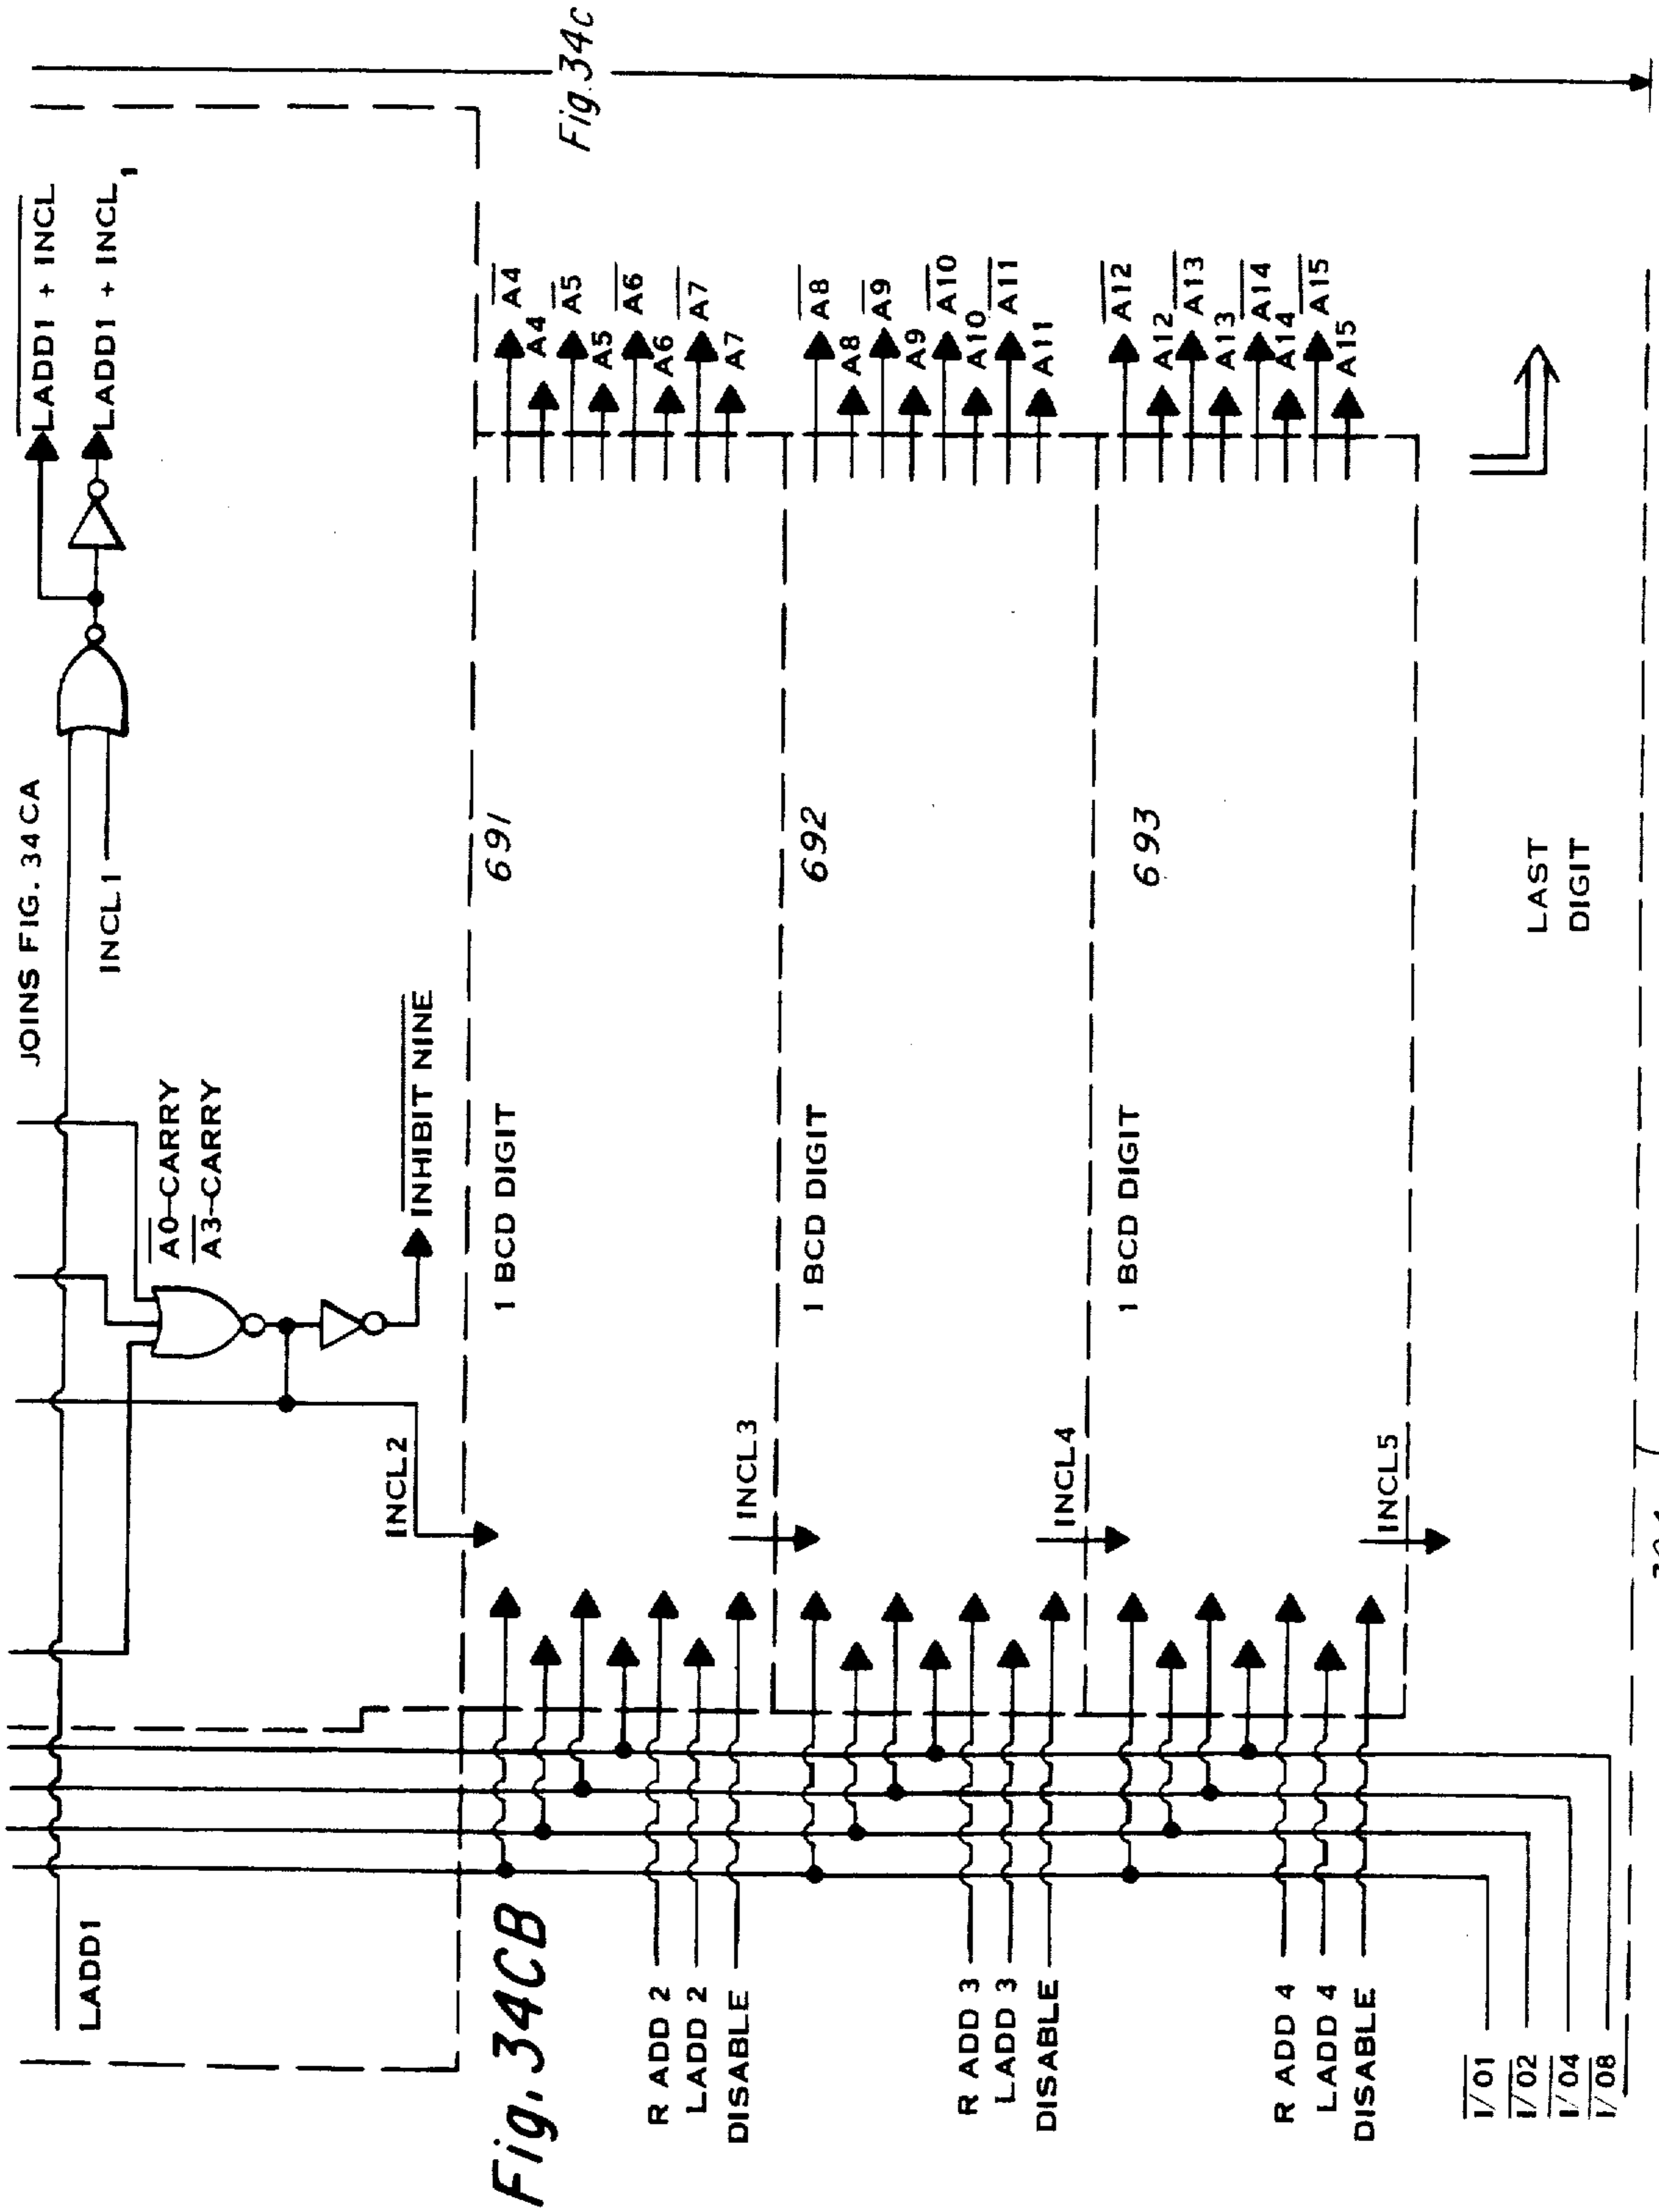 JOINS FIG. 34CA
LADD1
INCL1
LADD1 + INCL
LADD1 + INCL1
A0-CARRY
A3-CARRY
INHIBIT NINE
INCL2
Fig. 34CB
Fig. 34C
691
1 BCD DIGIT
R ADD 2
LADD 2
DISABLE
INCL3
A4
A4
A5
A5
A6
A6
A7
A7
692
1 BCD DIGIT
R ADD 3
LADD 3
DISABLE
INCL4
A8
A8
A9
A9
A10
A10
A11
A11
693
1 BCD DIGIT
R ADD 4
LADD 4
DISABLE
INCL5
A12
A12
A13
A13
A14
A14
A15
A15
LAST
DIGIT
I/01
I/02
I/04
I/08